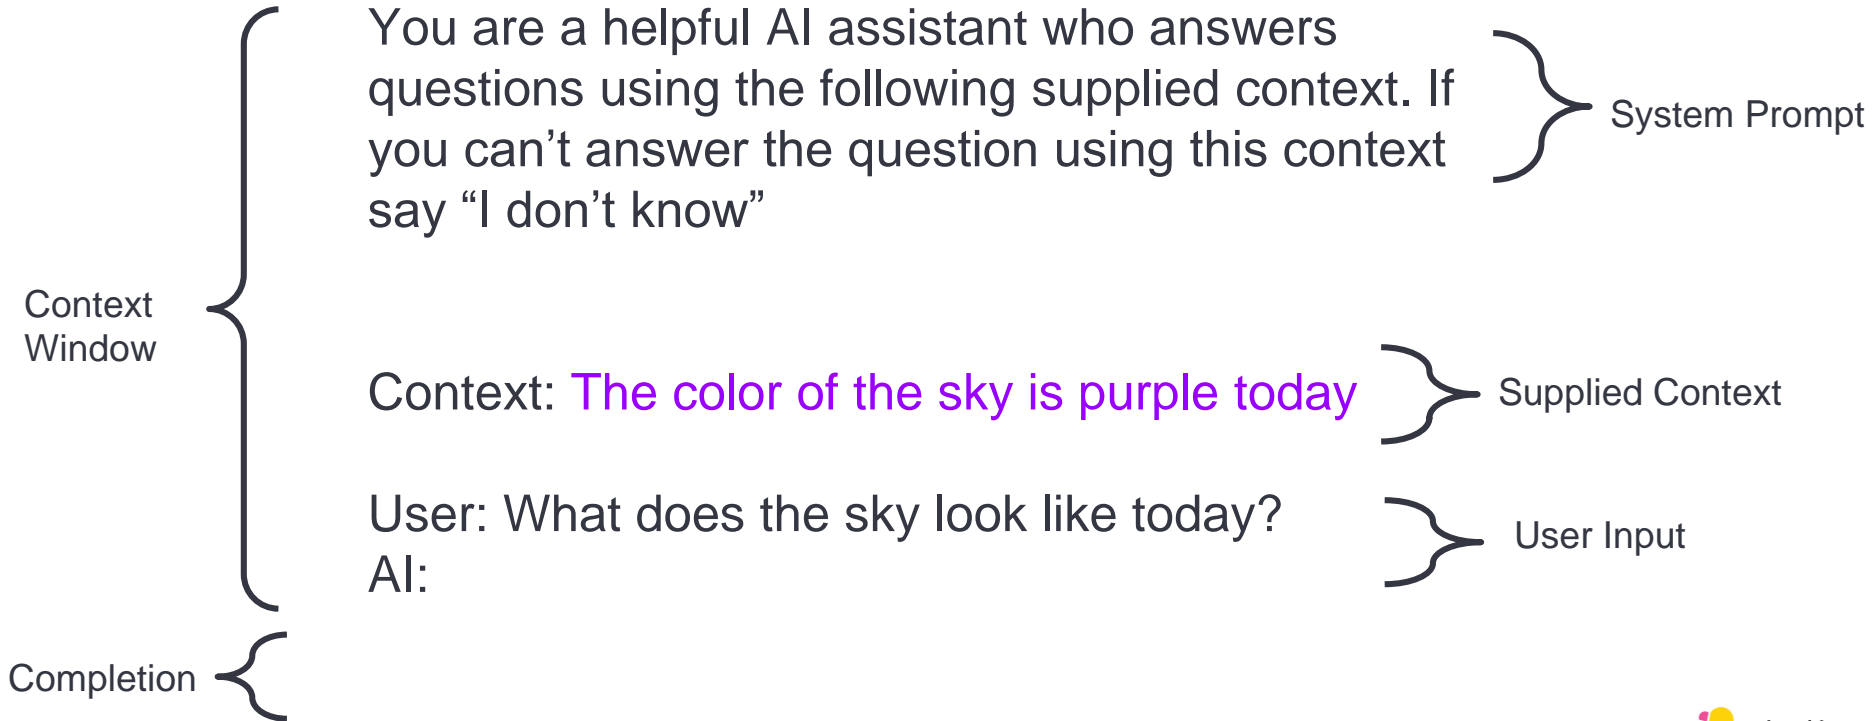 You are a helpful AI assistant who answers
questions using the following supplied context. If
you can’t answer the question using this context
say “I don’t know”
System Prompt
Context
Window
Context: The color of the sky is purple today
Supplied Context
User: What does the sky look like today?
AI:
User Input
Completion